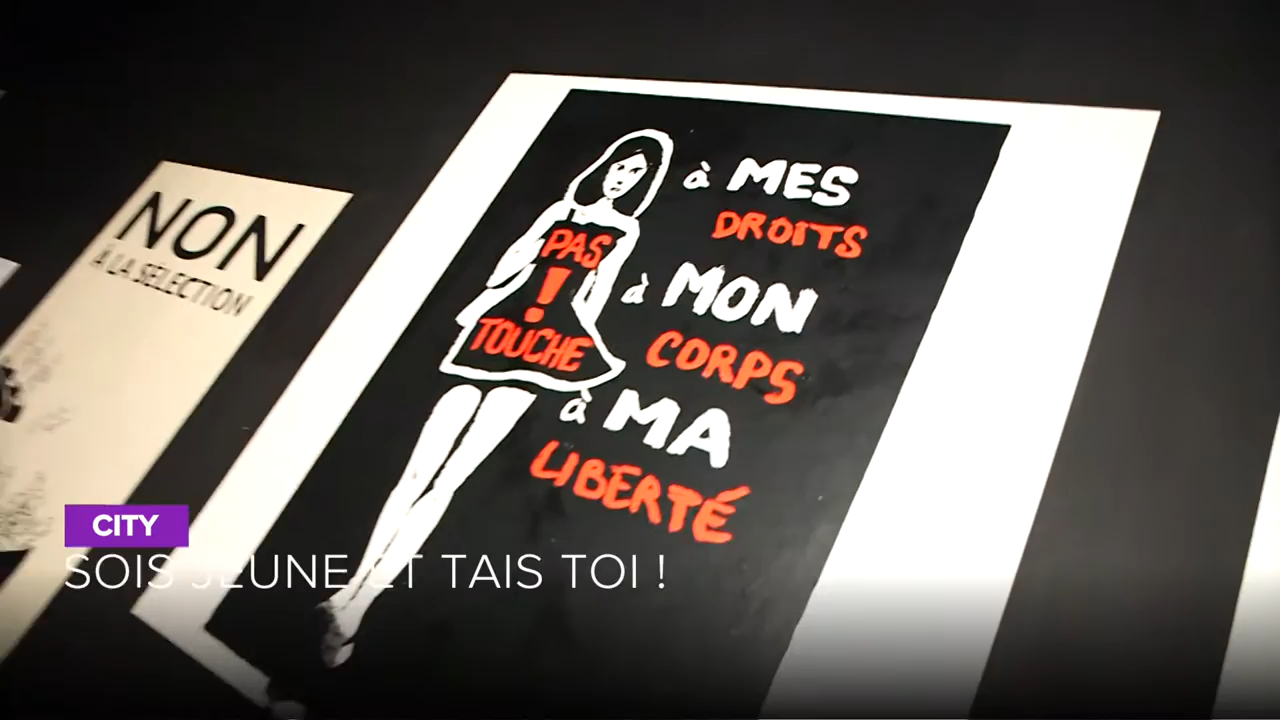 NON
À LA SÉLECTION
à MES
DROITS
PAS
!
TOUCHE
à MON
CORPS
à MA
LIBERTÉ
CITY
SOIS JEUNE ET TAIS TOI !